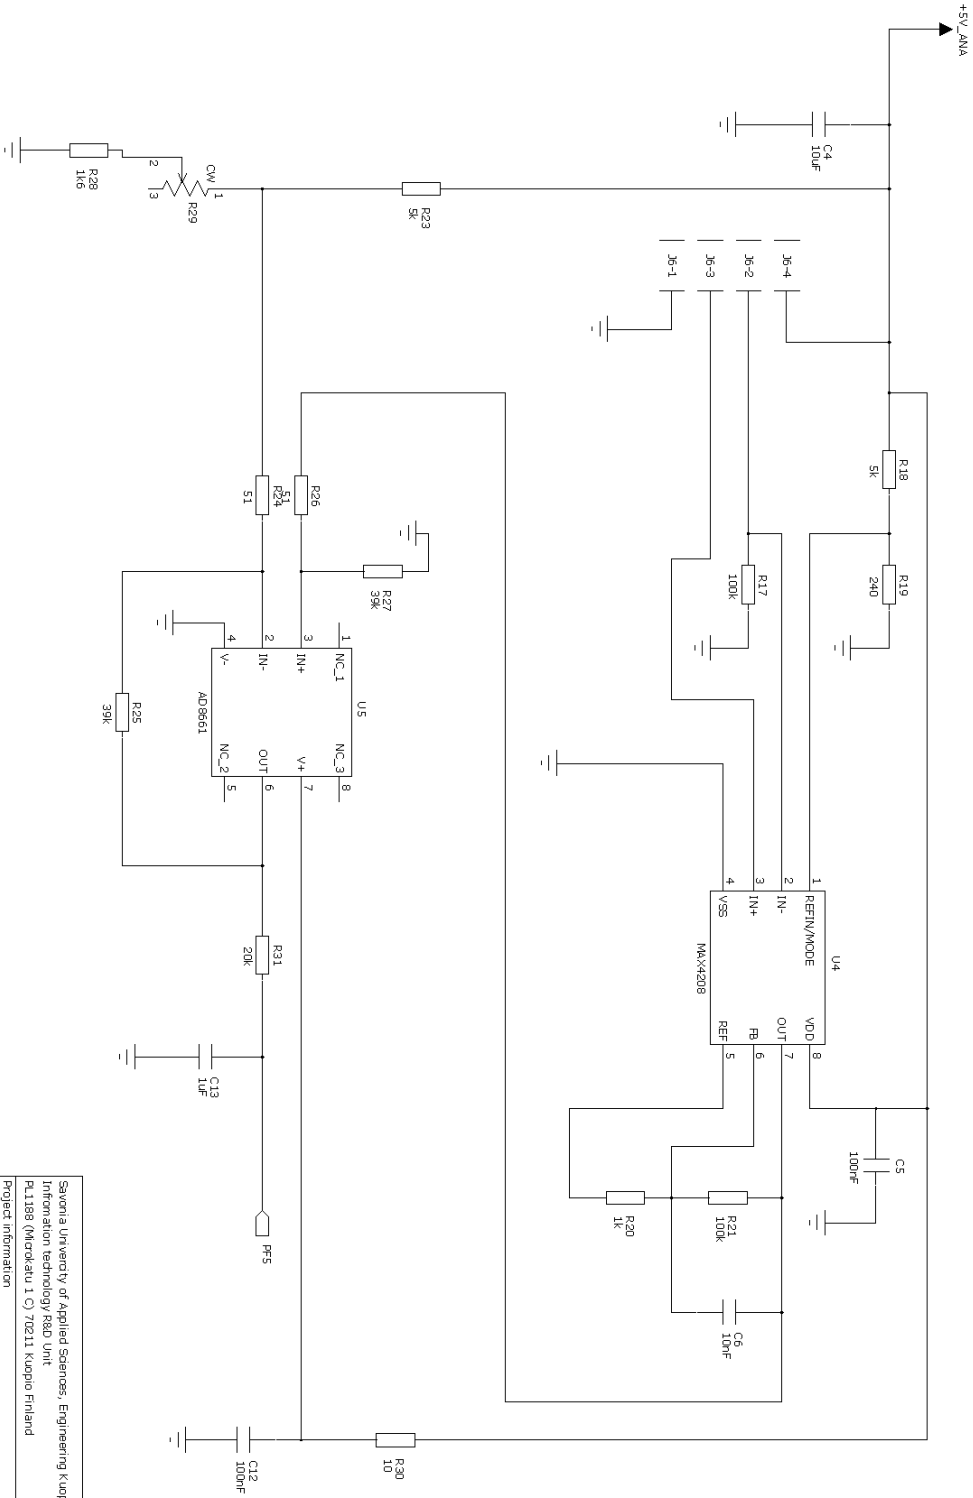 +5V_ANA
C4
10uF
R23
5k
CW
1
2
3
R29
R28
1k6
J6-4
J6-2
J6-3
J6-1
R18
5k
R19
240
R17
100k
R26
51
R24
51
R27
39k
R25
39k
U5
AD8661
1
NC_1
3
IN+
2
IN-
4
V-
NC_3
8
V+
7
OUT
6
NC_2
5
U4
MAX4208
1
REFIN/MODE
2
IN-
3
IN+
4
VSS
VDD
8
OUT
7
FB
6
REF
5
C5
100nF
R21
100k
R20
1k
C6
10nF
R31
20k
C13
1uF
PF5
R30
10
C12
100nF
Savonia Univercity of Applied Sciences, Engineering Kuop
Infromation technology R&D Unit
PL1188 (Microkatu 1 C) 70211 Kuopio Finland
Project information